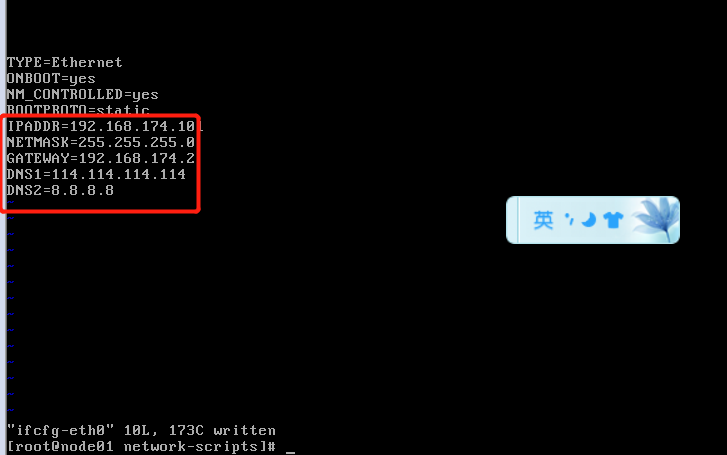 TYPE=Ethernet
ONBOOT=yes
NM_CONTROLLED=yes
BOOTPROTO=static
IPADDR=192.168.174.101
NETMASK=255.255.255.0
GATEWAY=192.168.174.2
DNS1=114.114.114.114
DNS2=8.8.8.8
~
~
~
~
~
~
~
~
~
~
~
~
~
~
英
"ifcfg-eth0" 10L, 173C written
[root@node01 network-scripts]# _